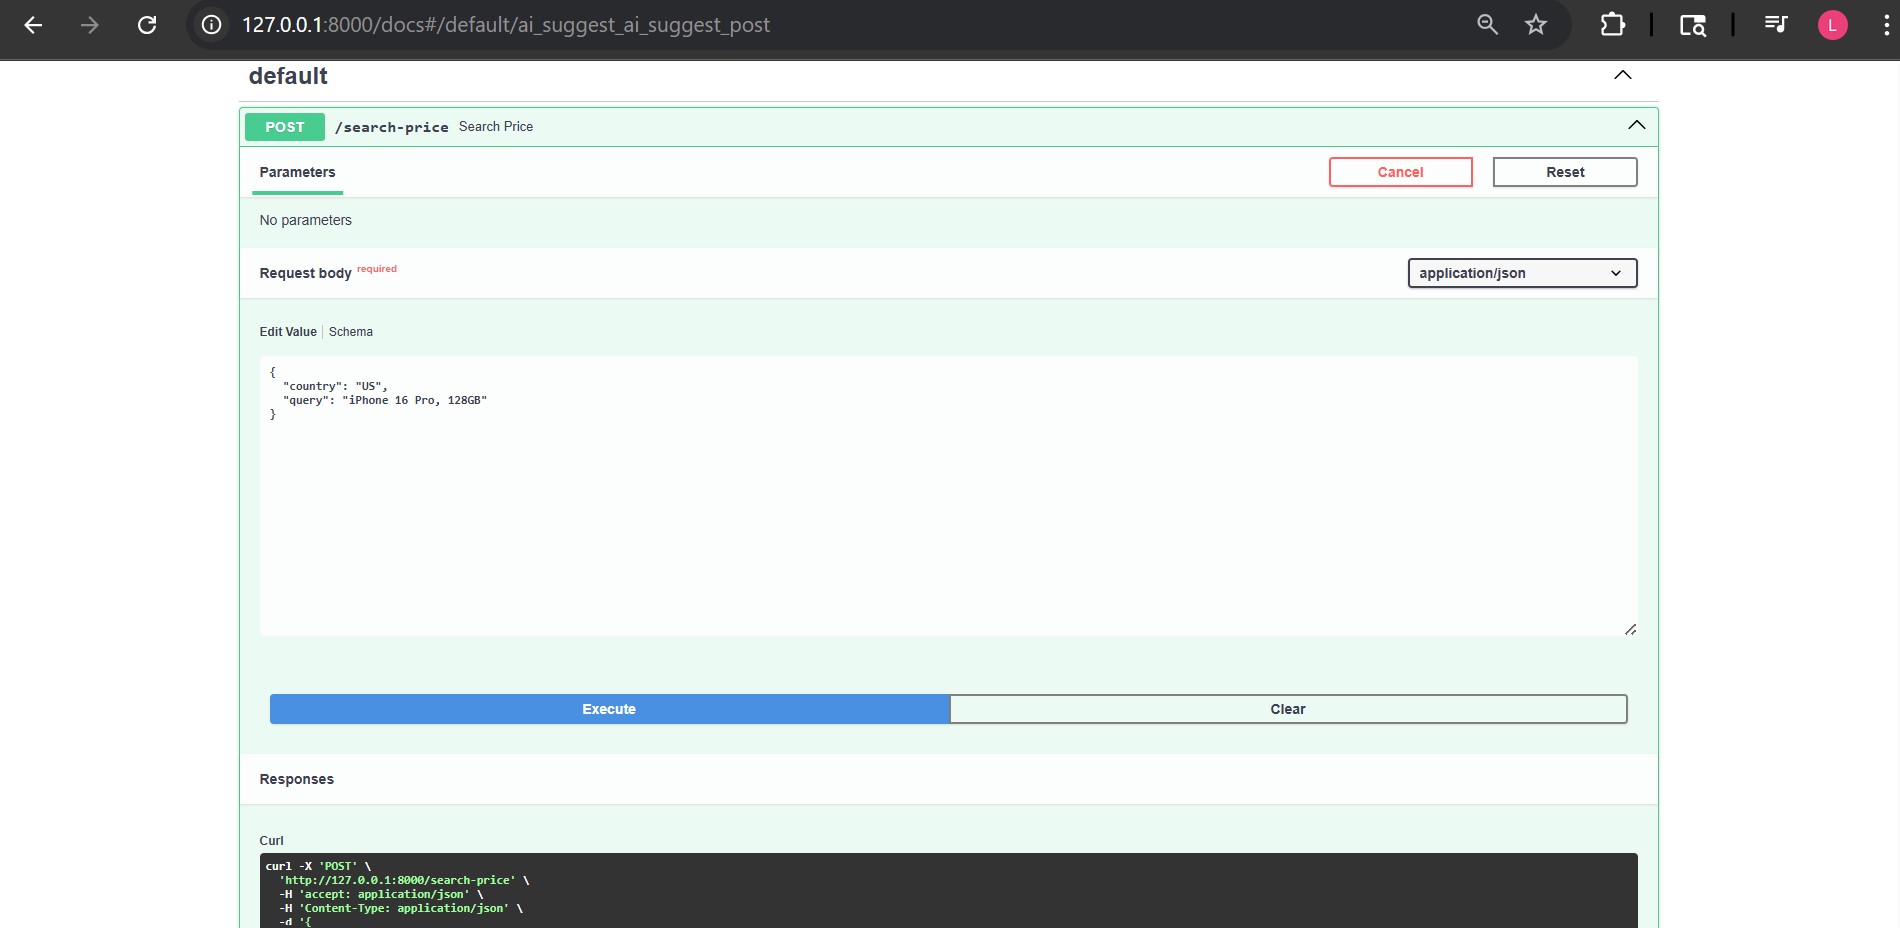 127.0.0.1:8000/docs#/default/ai_suggest_ai_suggest_post
L
default
POST /search-price Search Price
Parameters Cancel Reset
No parameters
Request body required application/json
Edit Value Schema
{
"country": "US",
"query": "iPhone 16 Pro, 128GB"
}
Execute Clear
Responses
Curl
curl -X 'POST' \
'http://127.0.0.1:8000/search-price' \
-H 'accept: application/json' \
-H 'Content-Type: application/json' \
-d '{